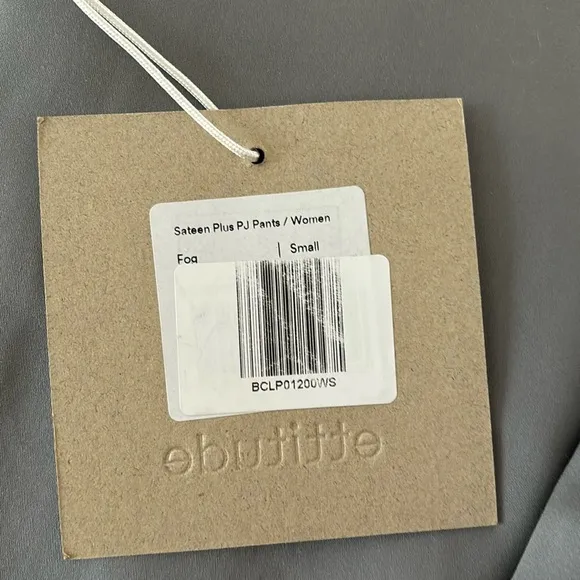 Sateen Plus PJ Pants / Women
Fog | Small
BCLP01200WS
ettitude